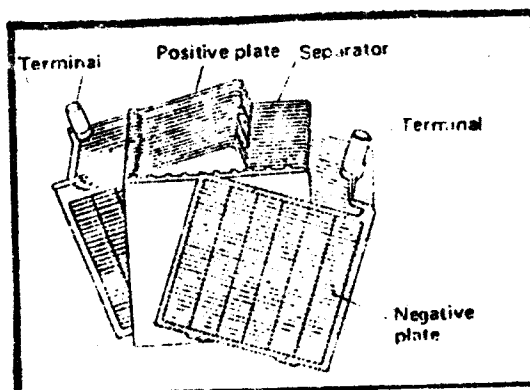 Terminal
Positive plate
Separator
Terminal
Negative
plate